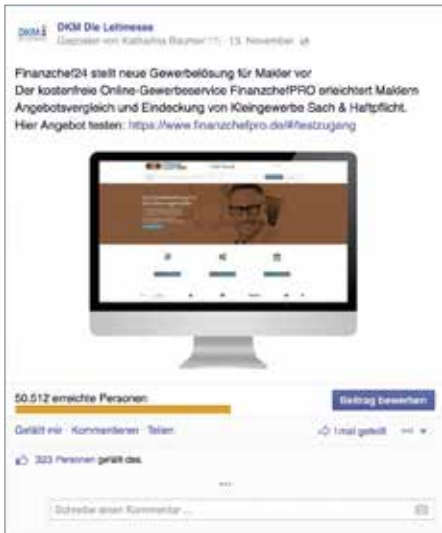 DKM Die Leitmesse
Gepostet von Katharina Baumer · 13. November
Finanzchef24 stellt neue Gewerbelösung für Makler vor
Der kostenfreie Online-Gewerbeservice FinanzchefPRO erleichtert Maklern
Angebotsvergleich und Eindeckung von Kleingewerbe Sach & Haftpflicht.
Hier Angebot testen: https://www.finanzchefpro.de/#/testzugang
50.512 erreichte Personen
Beitrag bewerben
Gefällt mir · Kommentieren · Teilen
1 mal geteilt
323 Personen gefällt das.
Schreibe einen Kommentar ...